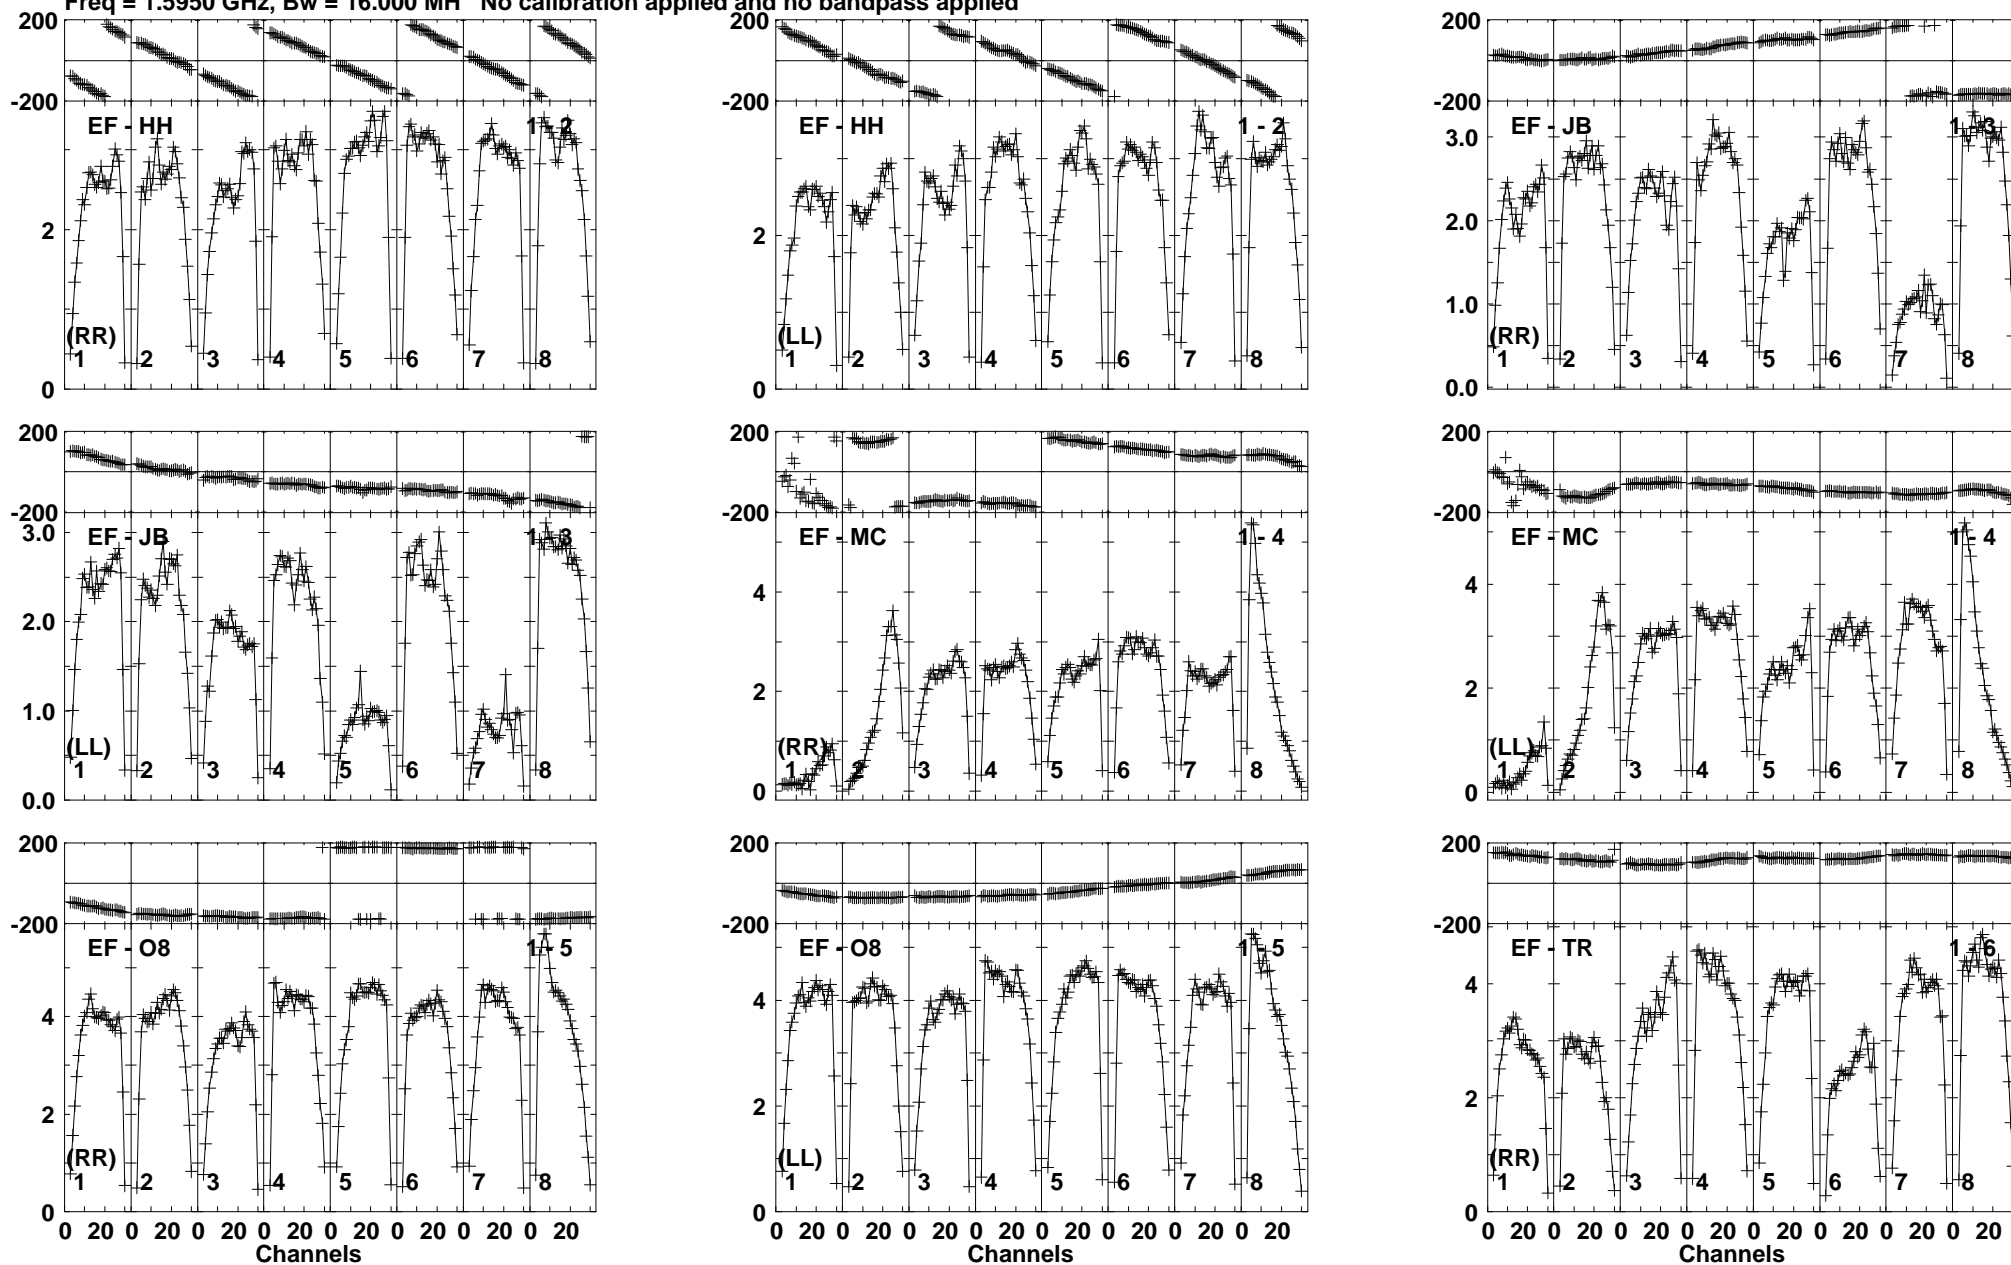 Freq = 1.5950 GHz, Bw = 16.000 MH No calibration applied and no bandpass applied
200 200 200
-200 -200 -200
EF - HH 1 - 2 EF - HH 1 - 2 EF - JB 1 - 3
3.0
2 2 2.0
1.0
(RR) (LL) (RR)
1 2 3 4 5 6 7 8 1 2 3 4 5 6 7 8 1 2 3 4 5 6 7 8
0 0 0.0
200 200 200
-200 -200 -200
EF - JB 1 - 3 EF - MC 1 - 4 EF - MC 1 - 4
3.0
4 4
2.0
2 2
1.0
(LL) (RR) (LL)
1 2 3 4 5 6 7 8 1 2 3 4 5 6 7 8 1 2 3 4 5 6 7 8
0.0 0 0
200 200 200
-200 -200 -200
EF - O8 1 - 5 EF - O8 1 - 5 EF - TR 1 - 6
4 4 4
2 2 2
(RR) (LL) (RR)
1 2 3 4 5 6 7 8 1 2 3 4 5 6 7 8 1 2 3 4 5 6 7 8
0 0 0
0 20 0 20 0 20 0 20 0 20 0 20 0 20 0 20 0 20 0 20 0 20 0 20 0 20 0 20 0 20 0 20 0 20 0 20 0 20 0 20 0 20 0 20 0 20 0 20
Channels Channels Channels